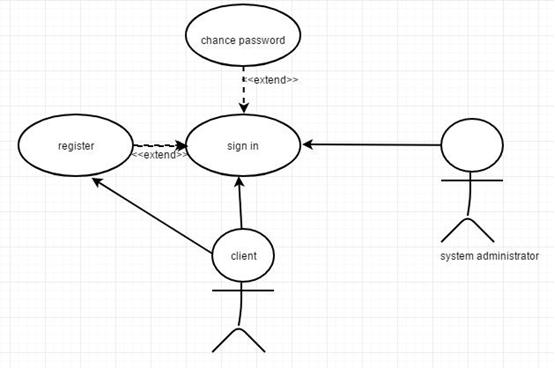 chance password
<<extend>>
register
<<extend>>
sign in
client
system administrator